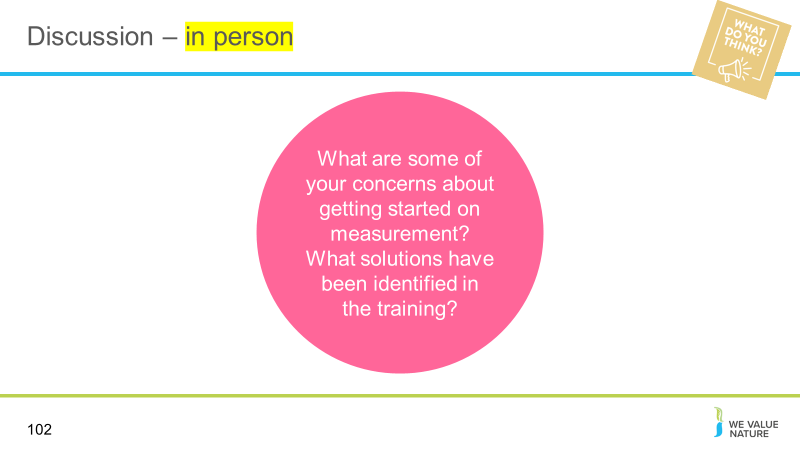 Discussion – in person
WHAT
DO YOU
THINK?
What are some of
your concerns about
getting started on
measurement?
What solutions have
been identified in
the training?
102
WE VALUE
NATURE